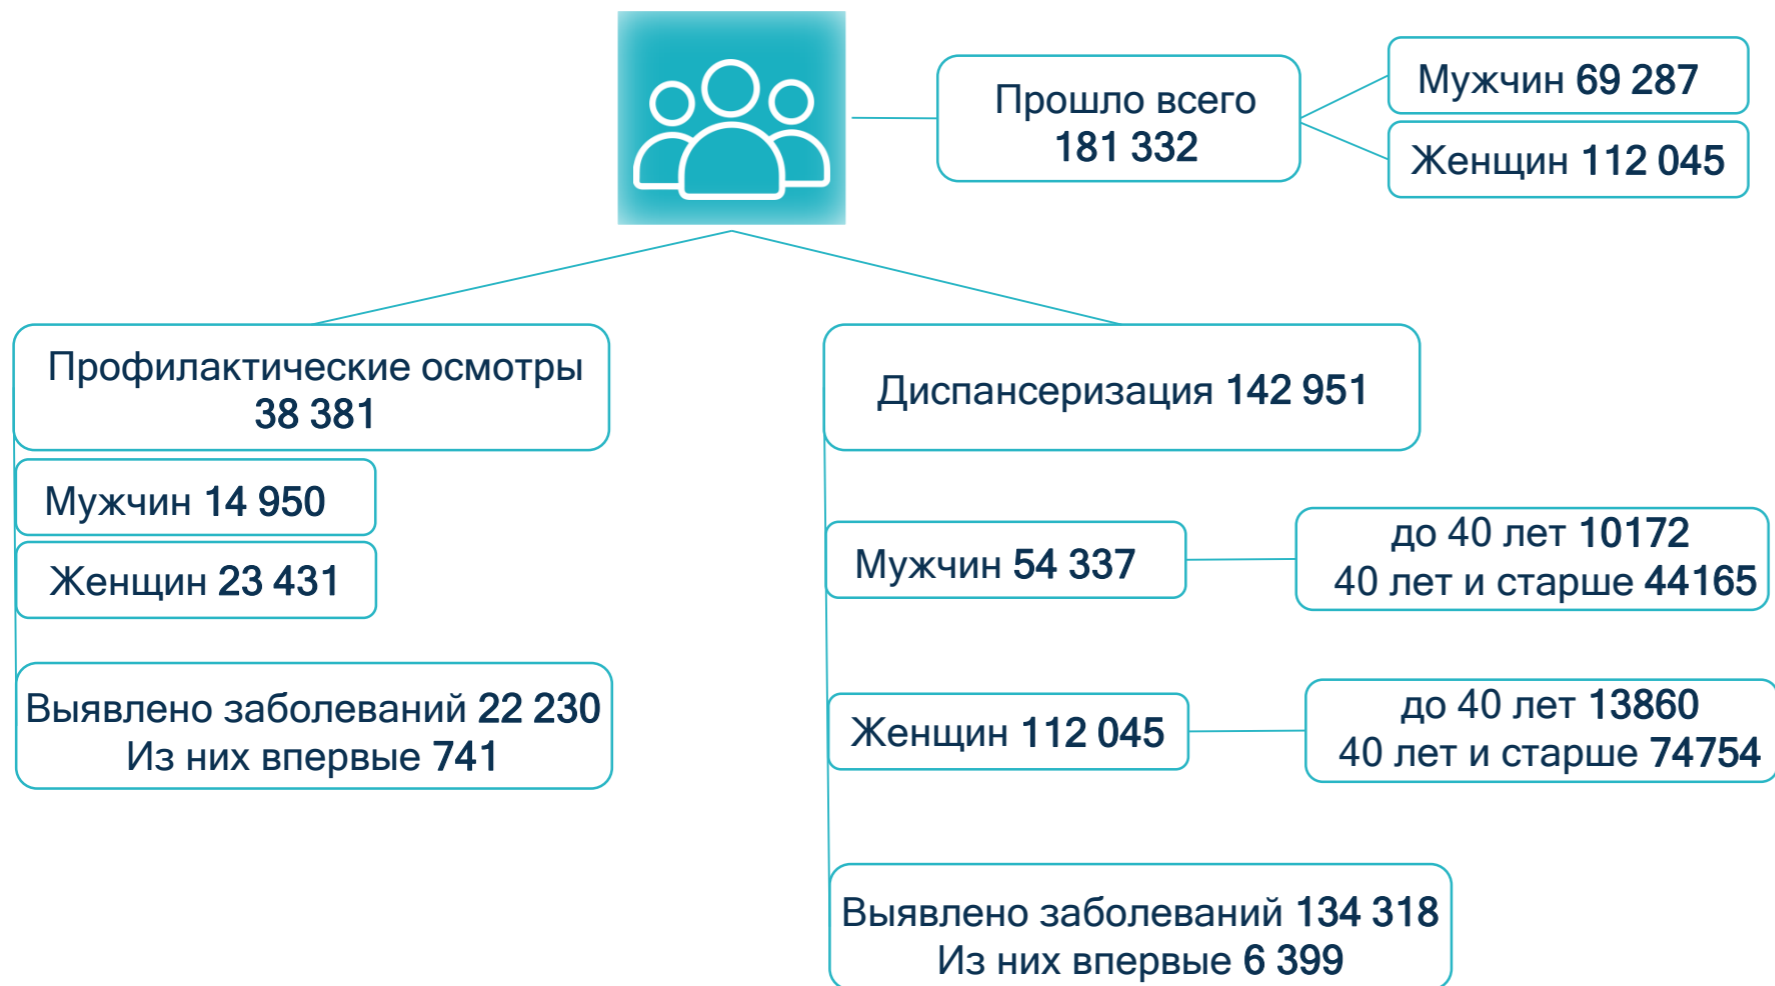 Прошло всего
181 332
Мужчин 69 287
Женщин 112 045
Профилактические осмотры
38 381
Мужчин 14 950
Женщин 23 431
Выявлено заболеваний 22 230
Из них впервые 741
Диспансеризация 142 951
Мужчин 54 337
до 40 лет 10172
40 лет и старше 44165
Женщин 112 045
до 40 лет 13860
40 лет и старше 74754
Выявлено заболеваний 134 318
Из них впервые 6 399